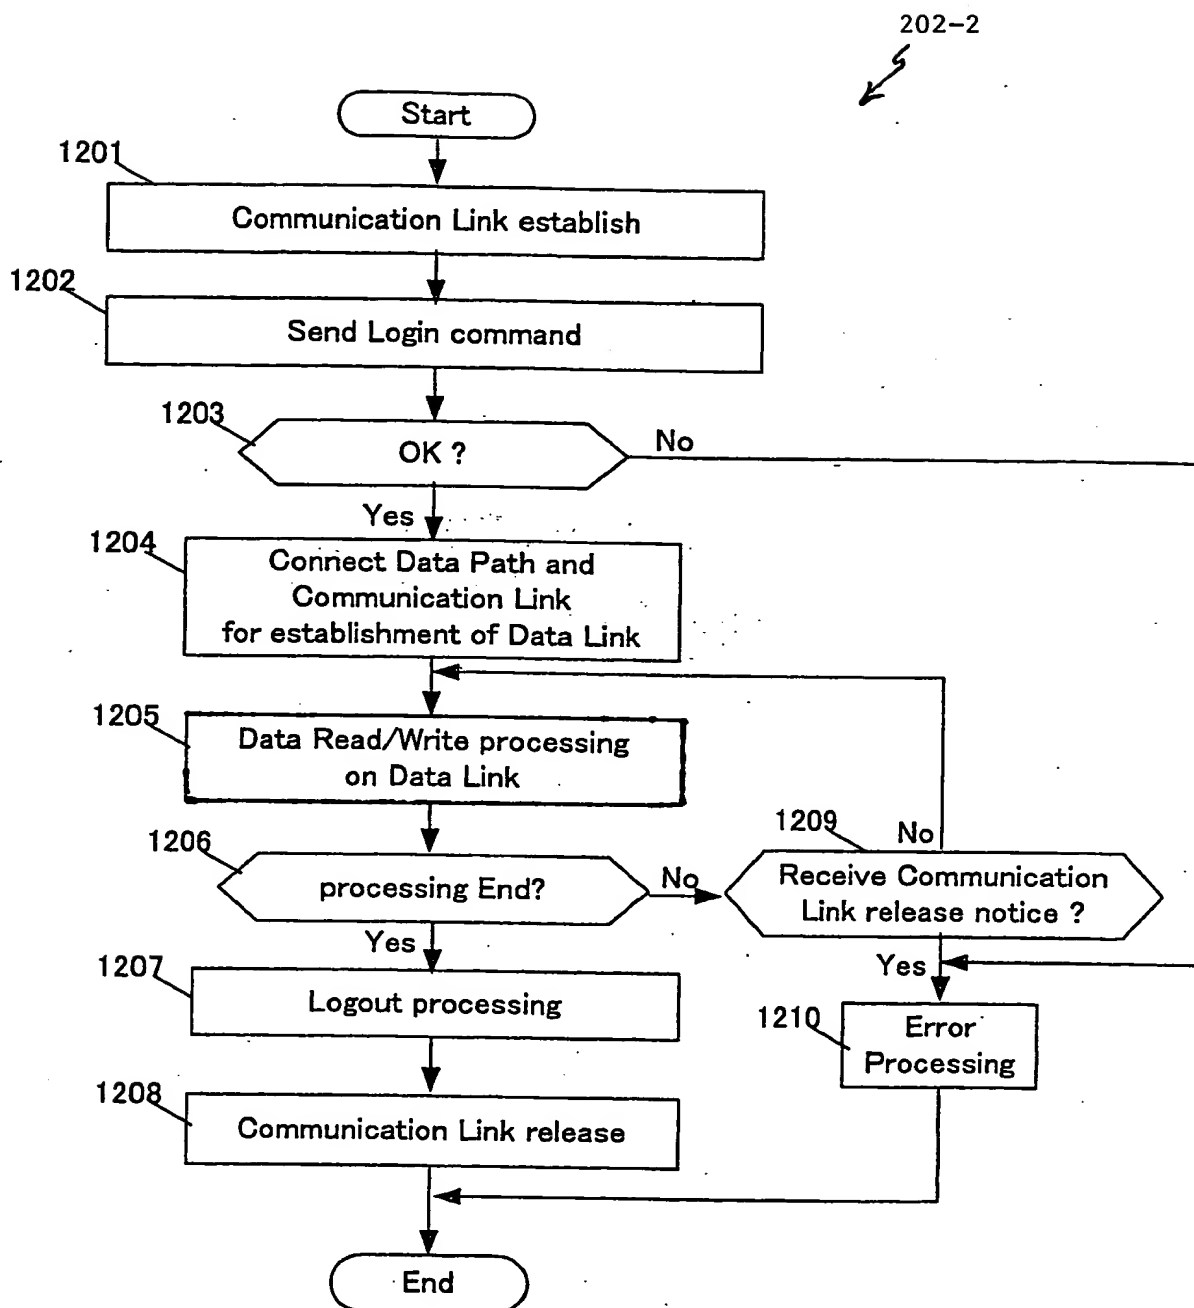 202-2
Start
1201
Communication Link establish
1202
Send Login command
1203
OK ?
No
Yes
1204
Connect Data Path and
Communication Link
for establishment of Data Link
1205
Data Read/Write processing
on Data Link
1206
processing End?
No
1209
No
Receive Communication
Link release notice ?
Yes
Yes
1207
Logout processing
1210
Error
Processing
1208
Communication Link release
End